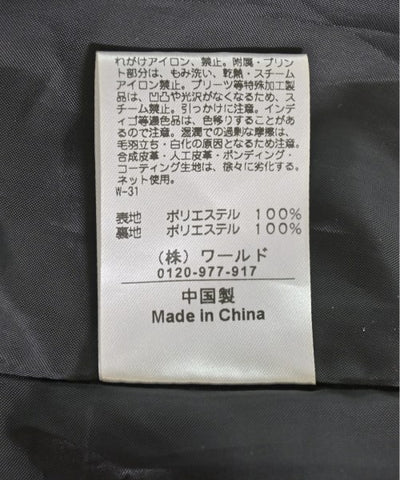 れがけアイロン、禁止。附属・プリン
ト部分は、もみ洗い、乾熱・スチーム
アイロン禁止。プリーツ等特殊加工製
品は、凹凸や光沢がなくなるため、ス
チーム禁止。引っかけに注意。インデ
ィゴ等濃色品は、色移りすることがあ
るので注意。湿潤での過剰な摩擦は、
毛羽立ち・白化の原因となるため注意。
合成皮革・人工皮革・ボンディング・
コーティング生地は、徐々に劣化する。
ネット使用。
W-31
表地 ポリエステル 100%
裏地 ポリエステル 100%
(株) ワールド
0120-977-917
中国製
Made in China